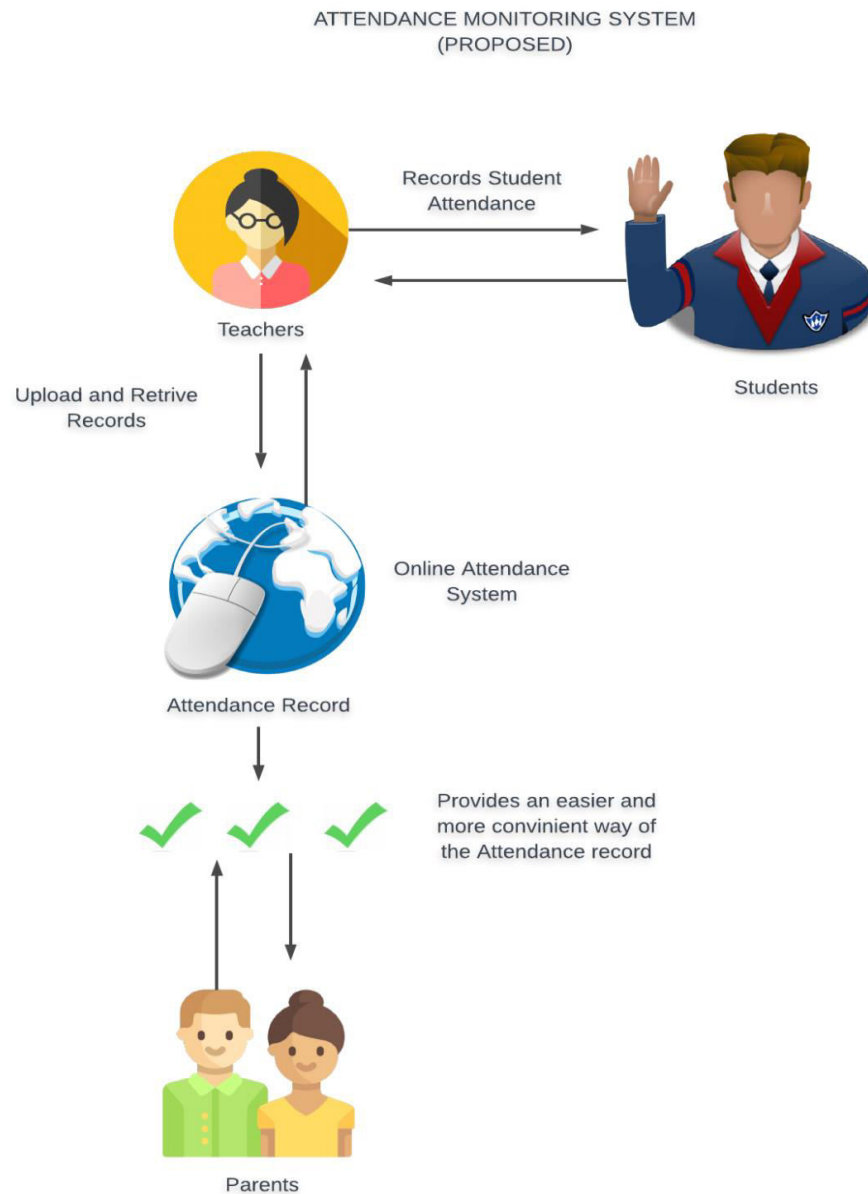 ATTENDANCE MONITORING SYSTEM
(PROPOSED)
Records Student
Attendance
Teachers
Students
Upload and Retrive
Records
Online Attendance
System
Attendance Record
Provides an easier and
more convinient way of
the Attendance record
Parents